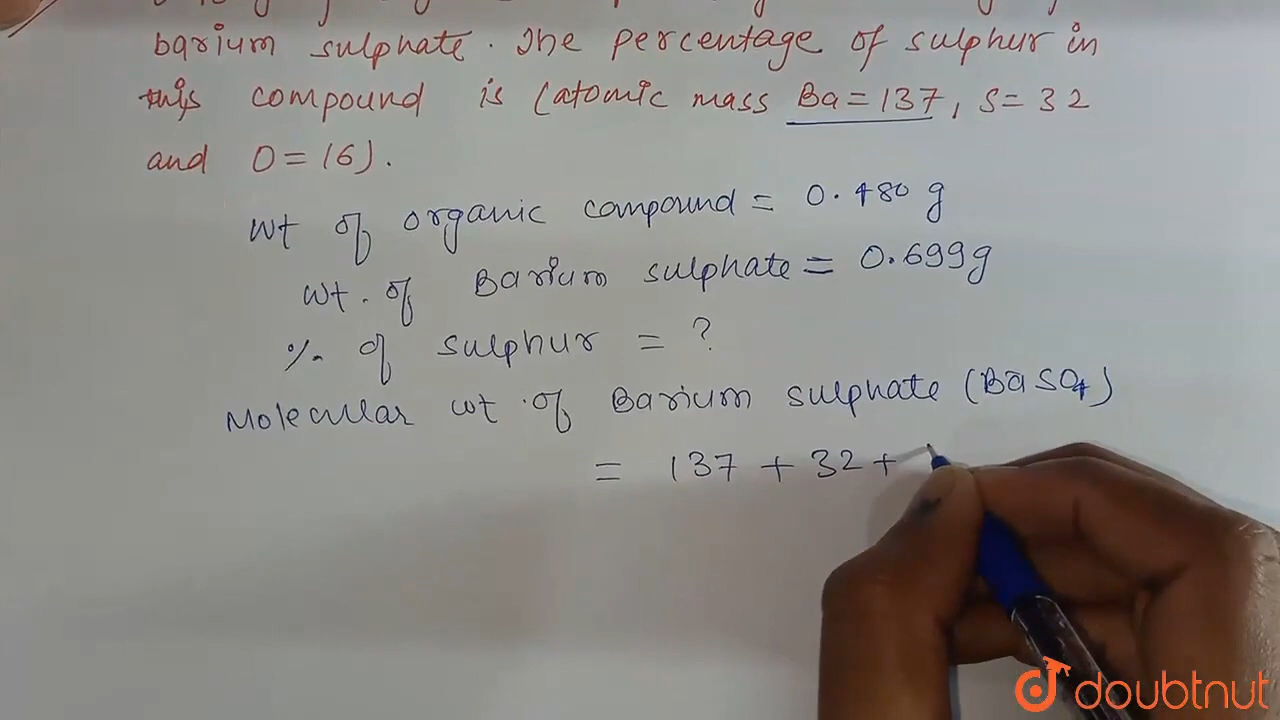 barium sulphate. The percentage of sulphur in
this compound is (atomic mass Ba=137, S=32
and O=16).
Wt of organic compound = 0.480 g
Wt. of Barium sulphate = 0.699g
% of sulphur = ?
Molecular wt. of Barium sulphate (BaSO4)
= 137 + 32 +
doubtnut